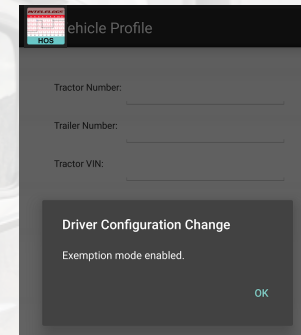 HOS
ehicle Profile
Tractor Number:
Trailer Number:
Tractor VIN:
Driver Configuration Change
Exemption mode enabled.
OK